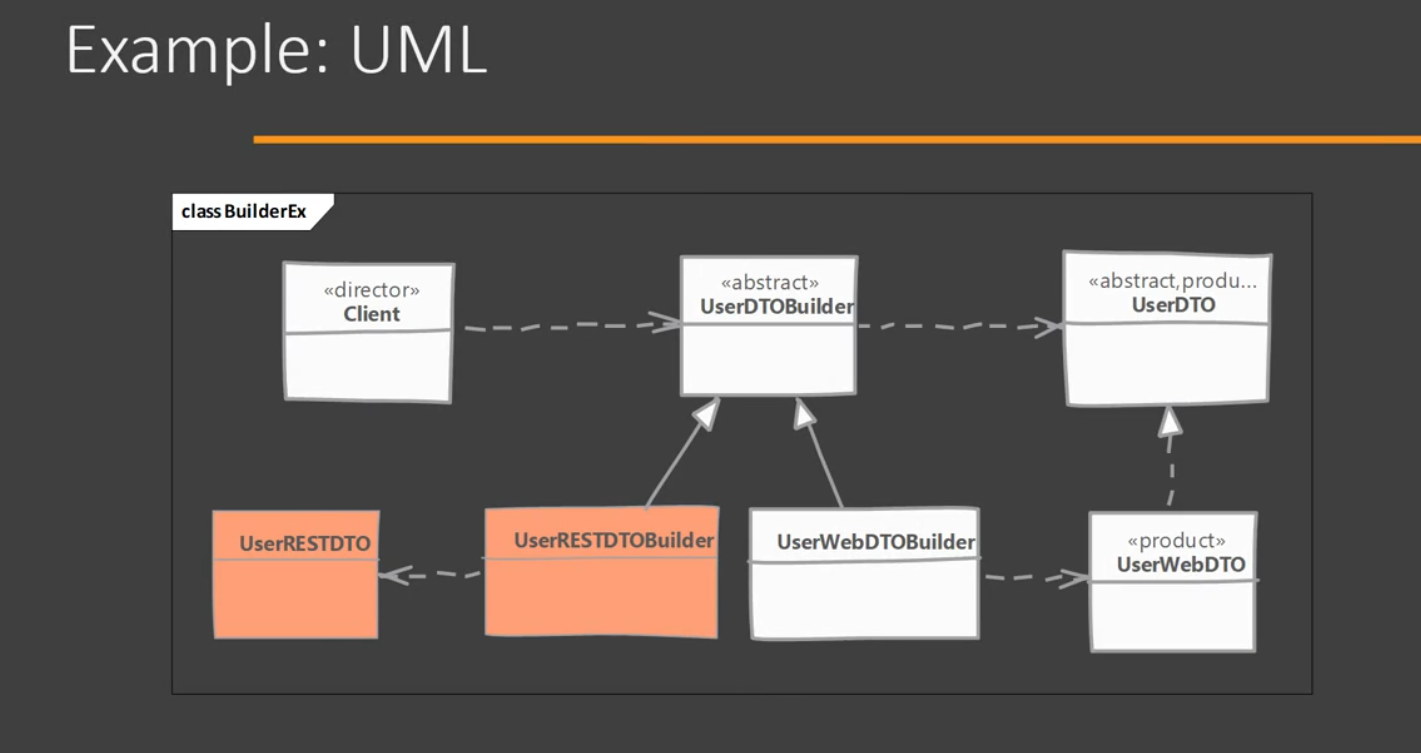 Example: UML
class BuilderEx
«director»
Client
«abstract»
UserDTOBuilder
«abstract,produ...
UserDTO
UserRESTDTO
UserRESTDTOBuilder
UserWebDTOBuilder
«product»
UserWebDTO